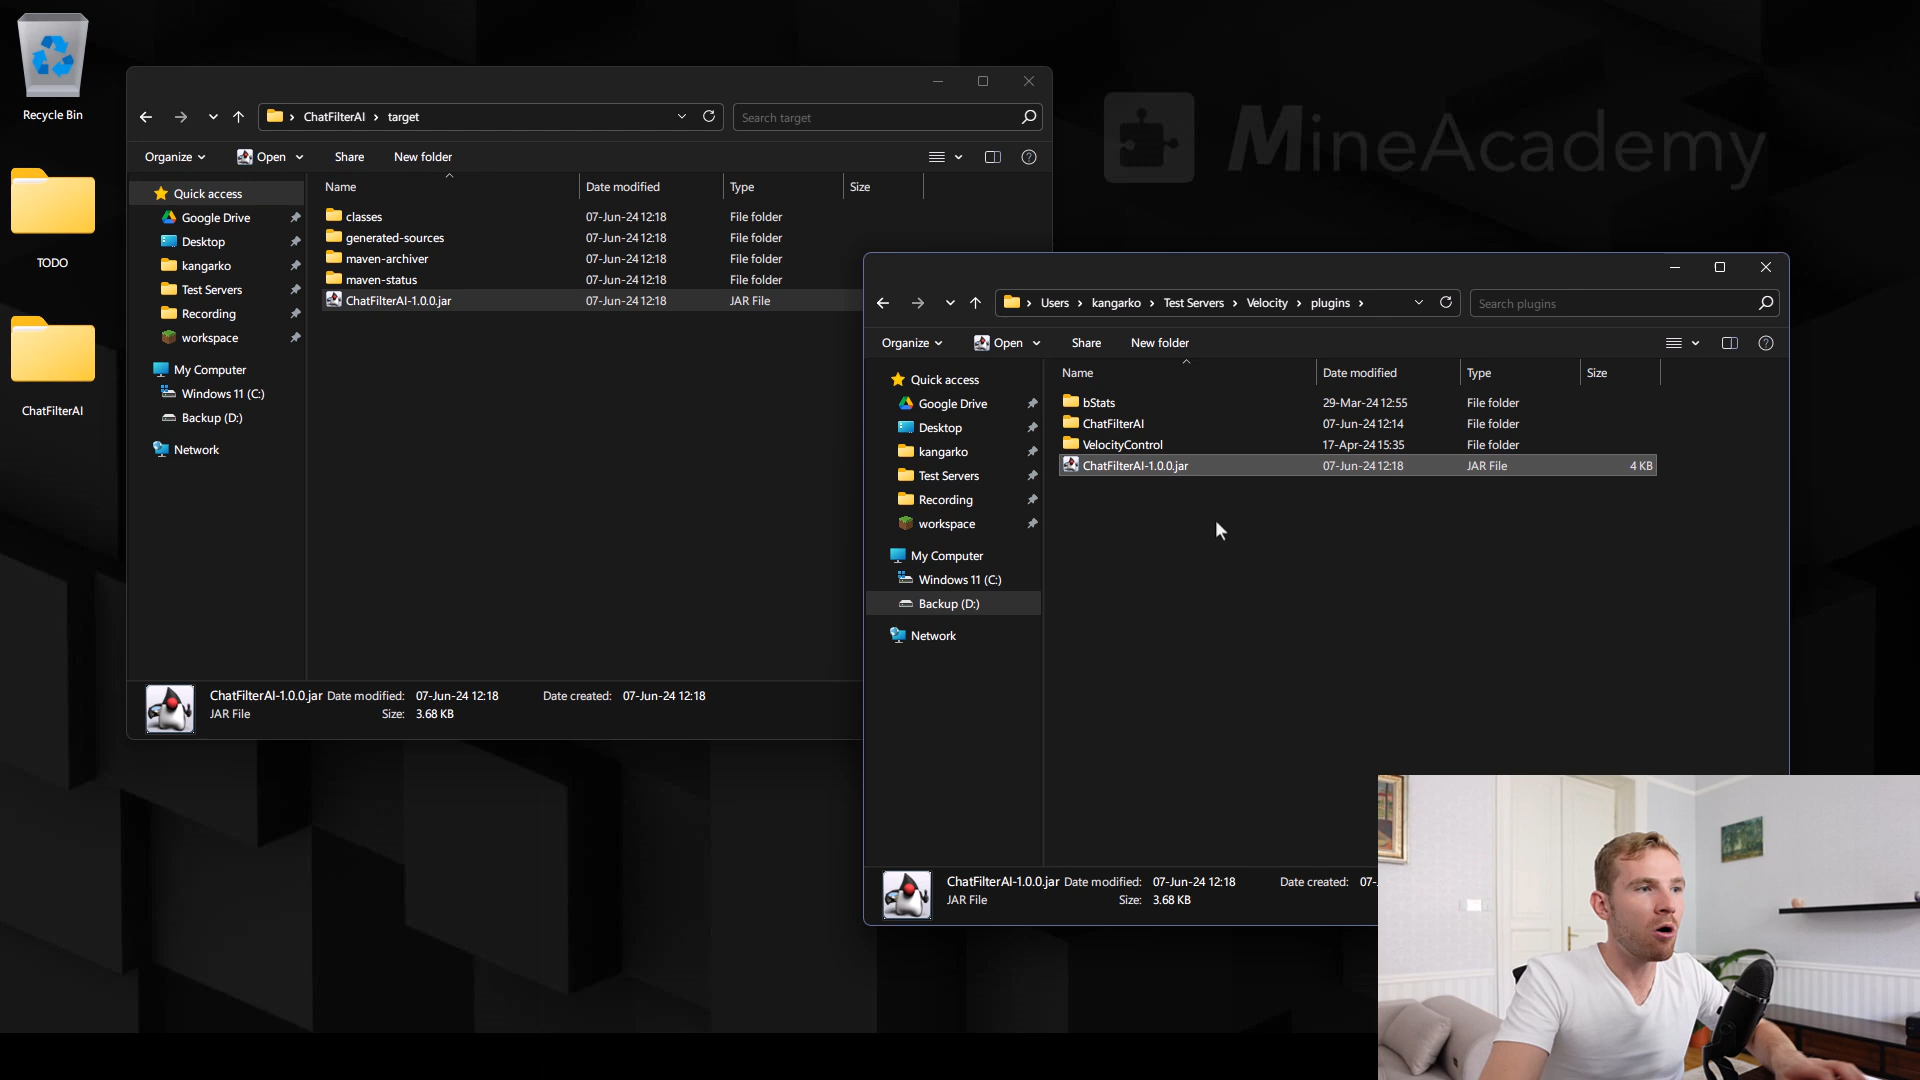 Recycle Bin
TODO
ChatFilterAI
MineAcademy
ChatFilterAI
target
Search target
Organize
Open
Share
New folder
Name
Date modified
Type
Size
Quick access
Google Drive
Desktop
kangarko
Test Servers
Recording
workspace
My Computer
Windows 11 (C:)
Backup (D:)
Network
classes 07-Jun-24 12:18 File folder
generated-sources 07-Jun-24 12:18 File folder
maven-archiver 07-Jun-24 12:18 File folder
maven-status 07-Jun-24 12:18 File folder
ChatFilterAI-1.0.0.jar 07-Jun-24 12:18 JAR File
ChatFilterAI-1.0.0.jar Date modified: 07-Jun-24 12:18 Date created: 07-Jun-24 12:18
JAR File Size: 3.68 KB
Users
kangarko
Test Servers
Velocity
plugins
Search plugins
Organize
Open
Share
New folder
Name
Date modified
Type
Size
Quick access
Google Drive
Desktop
kangarko
Test Servers
Recording
workspace
My Computer
Windows 11 (C:)
Backup (D:)
Network
bStats 29-Mar-24 12:55 File folder
ChatFilterAI 07-Jun-24 12:14 File folder
VelocityControl 17-Apr-24 15:35 File folder
ChatFilterAI-1.0.0.jar 07-Jun-24 12:18 JAR File 4 KB
ChatFilterAI-1.0.0.jar Date modified: 07-Jun-24 12:18 Date created: 07-
JAR File Size: 3.68 KB